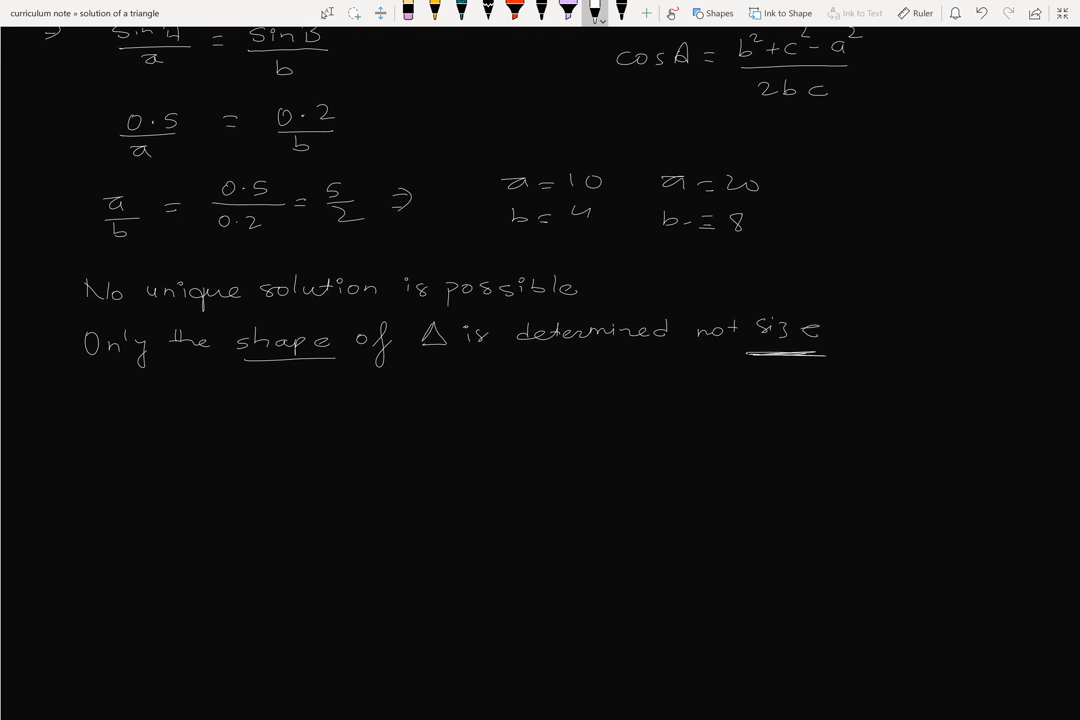 curriculum note » solution of a triangle
Shapes Ink to Shape Ink to Text Ruler
⇒ sin A/a = sin B/b
cos A = (b² + c² - a²)/(2bc)
0.5/a = 0.2/b
a/b = 0.5/0.2 = 5/2 ⇒
a = 10 a = 20
b = 4 b = 8
No unique solution is possible
Only the shape of Δ is determined not size